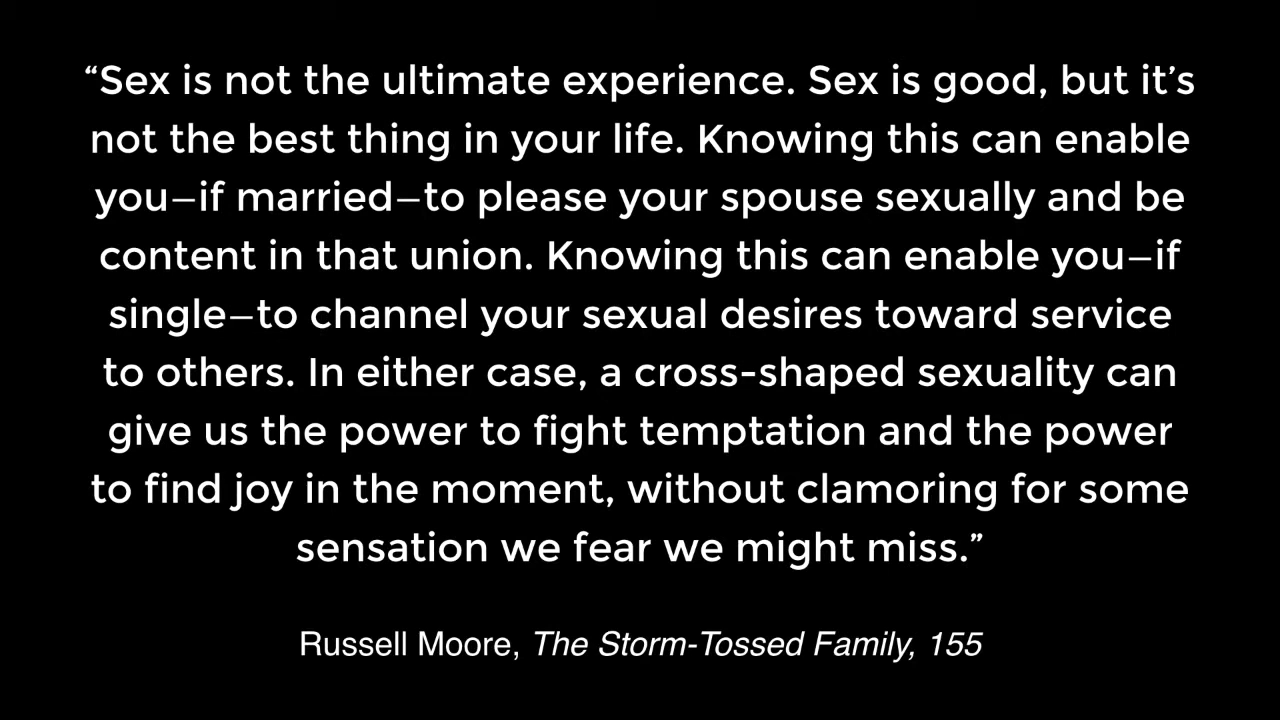 “Sex is not the ultimate experience. Sex is good, but it’s
not the best thing in your life. Knowing this can enable
you—if married—to please your spouse sexually and be
content in that union. Knowing this can enable you—if
single—to channel your sexual desires toward service
to others. In either case, a cross-shaped sexuality can
give us the power to fight temptation and the power
to find joy in the moment, without clamoring for some
sensation we fear we might miss.”
Russell Moore, The Storm-Tossed Family, 155